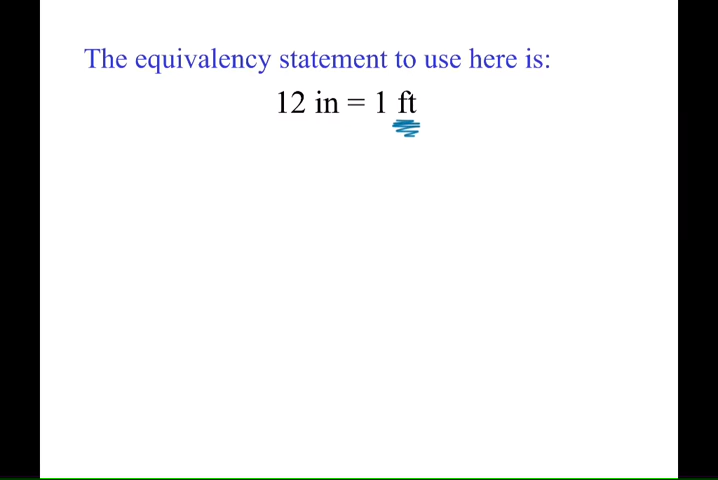 The equivalency statement to use here is:
12 in = 1 ft